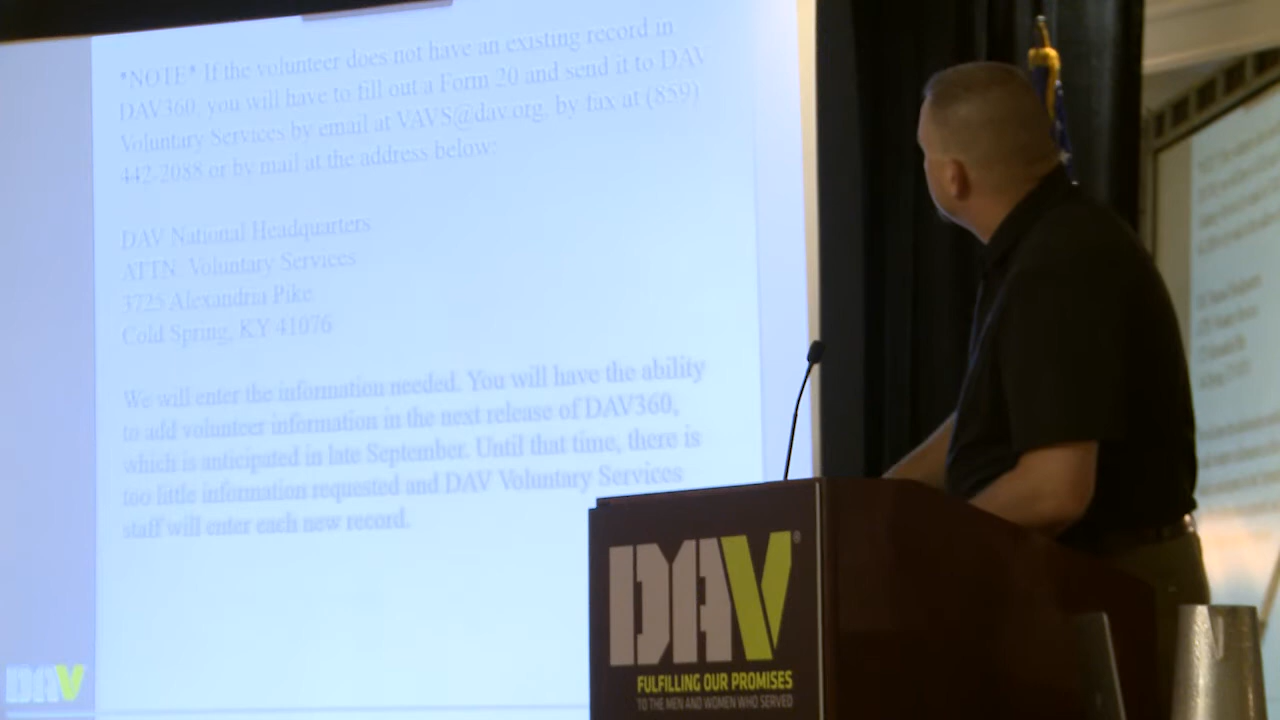 *NOTE* If the volunteer does not have an existing record in
DAV360, you will have to fill out a Form 20 and send it to DAV
Voluntary Services by email at VAVS@dav.org, by fax at (859)
442-2088 or by mail at the address below:
DAV National Headquarters
ATTN: Voluntary Services
3725 Alexandria Pike
Cold Spring, KY 41076
We will enter the information needed. You will have the ability
to add volunteer information in the next release of DAV360,
which is anticipated in late September. Until that time, there is
too little information requested and DAV Voluntary Services
staff will enter each new record.
DAV
DAV®
FULFILLING OUR PROMISES
TO THE MEN AND WOMEN WHO SERVED